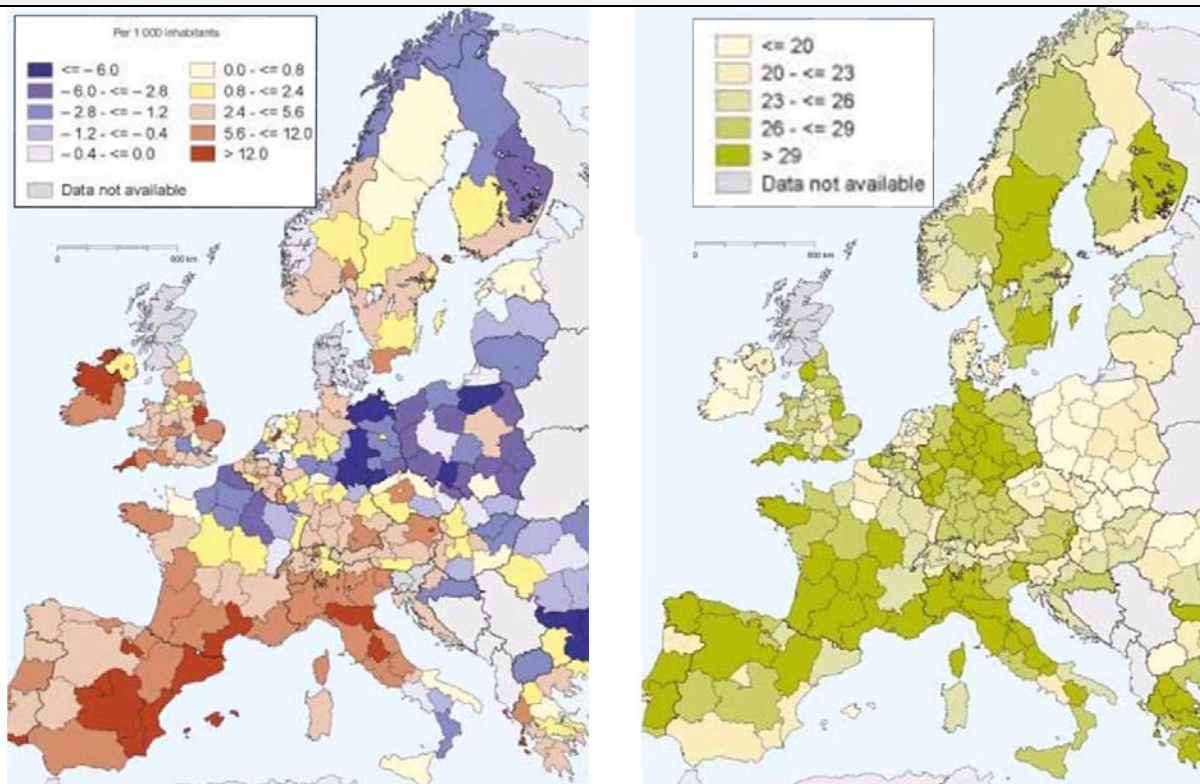 Per 1 000 inhabitants
<= – 6.0
– 6.0 - <= – 2.8
– 2.8 - <= – 1.2
– 1.2 - <= – 0.4
– 0.4 - <= 0.0
0.0 - <= 0.8
0.8 - <= 2.4
2.4 - <= 5.6
5.6 - <= 12.0
> 12.0
Data not available
0 600 km
<= 20
20 - <= 23
23 - <= 26
26 - <= 29
> 29
Data not available
0 600 km